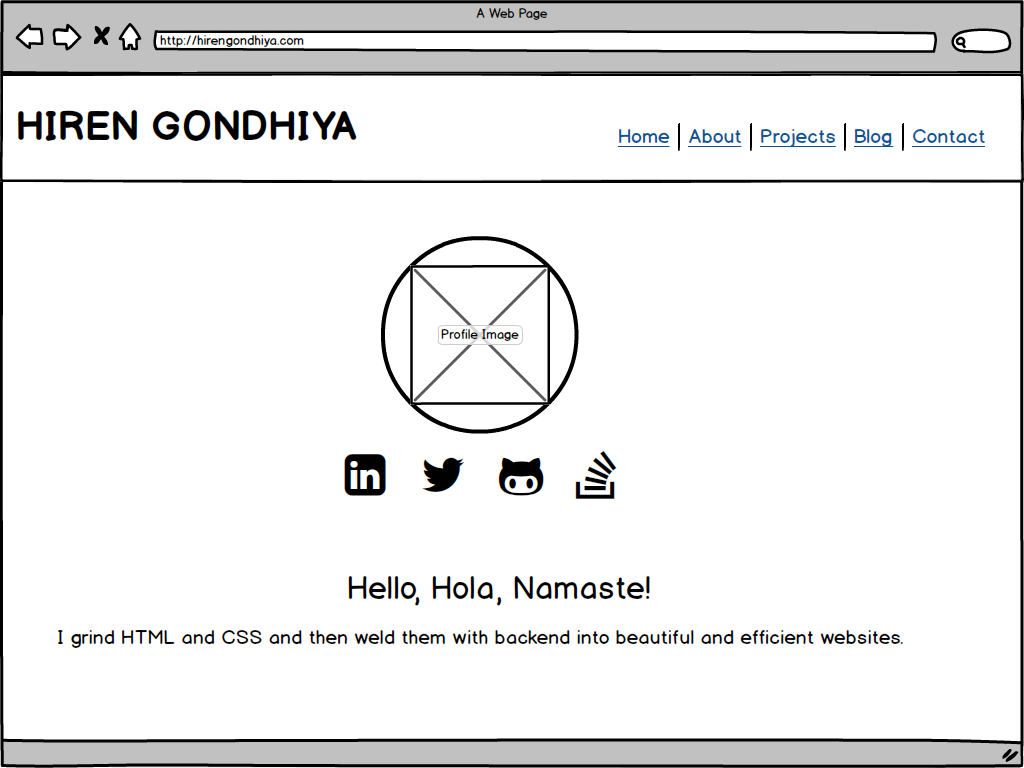 A Web Page
http://hirengondhiya.com
HIREN GONDHIYA
Home | About | Projects | Blog | Contact
Profile Image
in
Hello, Hola, Namaste!
I grind HTML and CSS and then weld them with backend into beautiful and efficient websites.